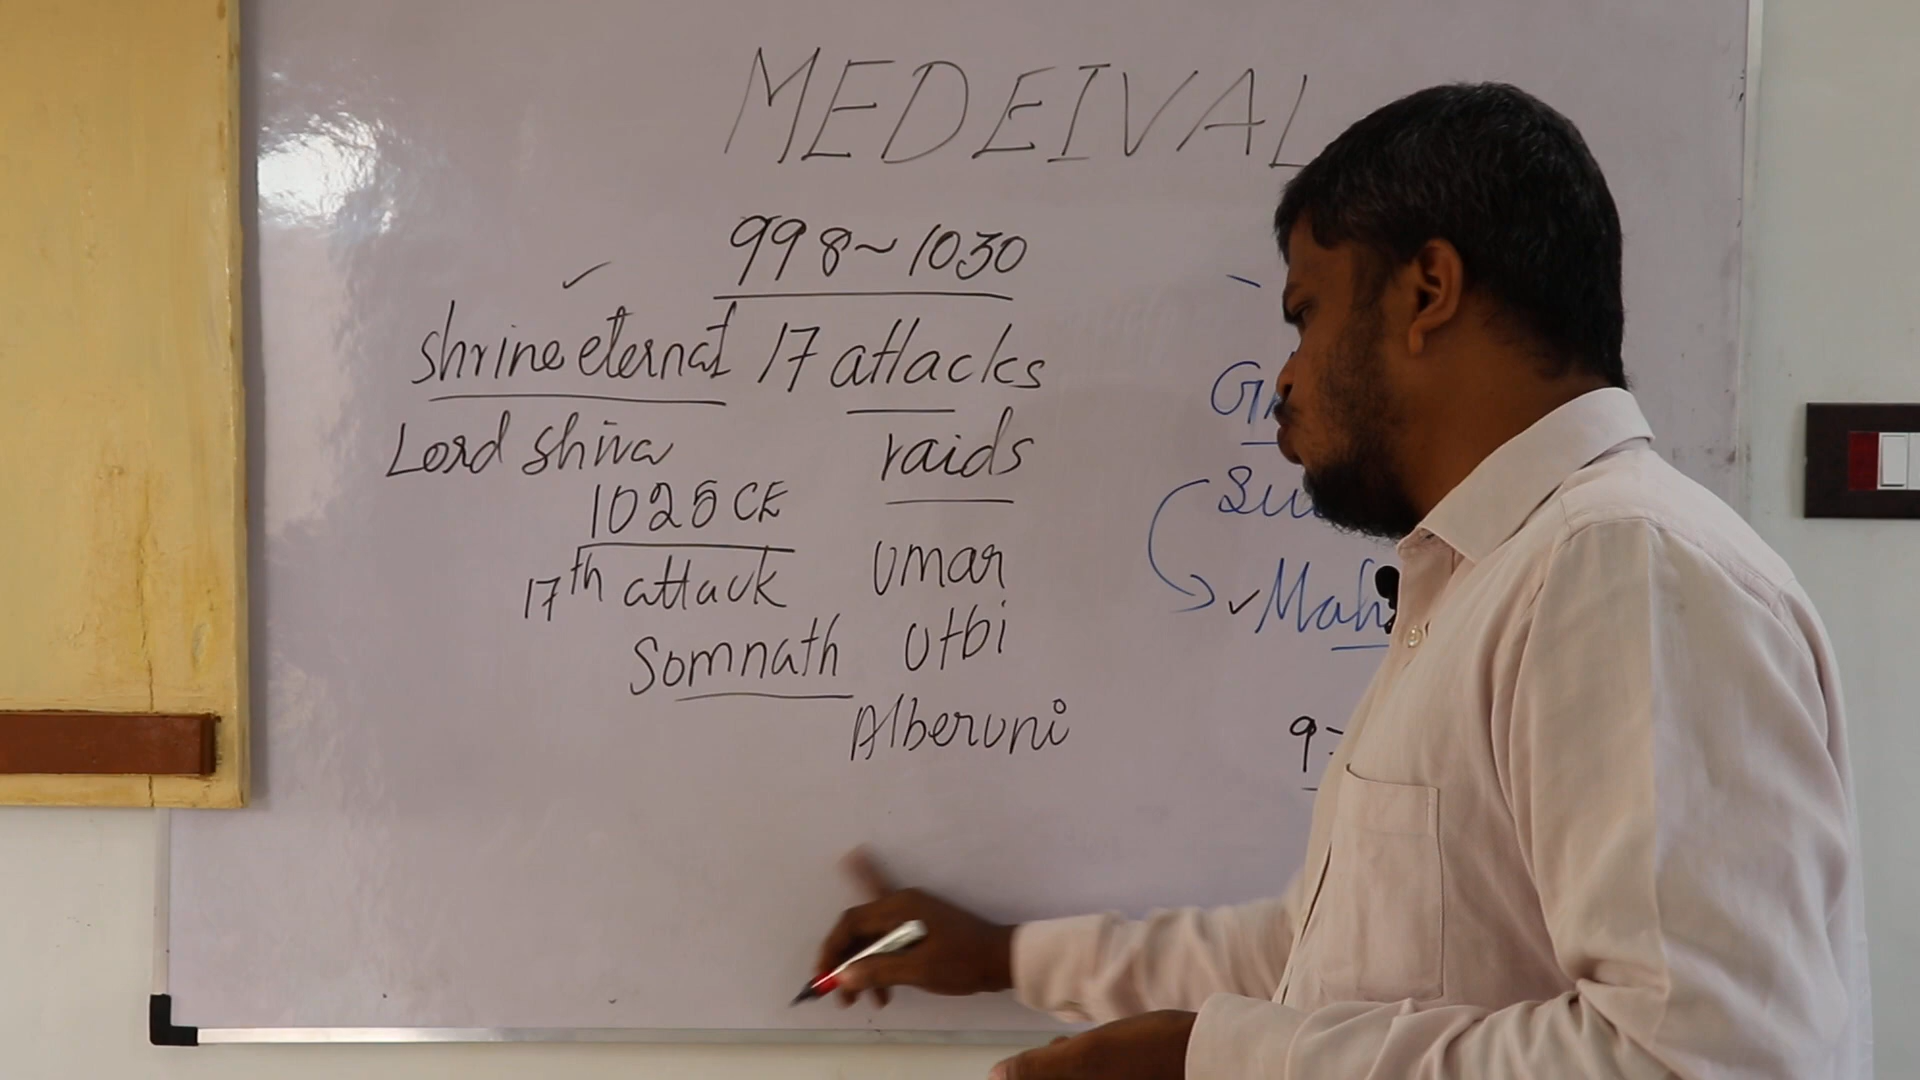 MEDEIVAL
998~1030
shrine eternal 17 attacks
Lord Shiva raids
1025 CE
17th attack Umar
Somnath Utbi
Alberuni